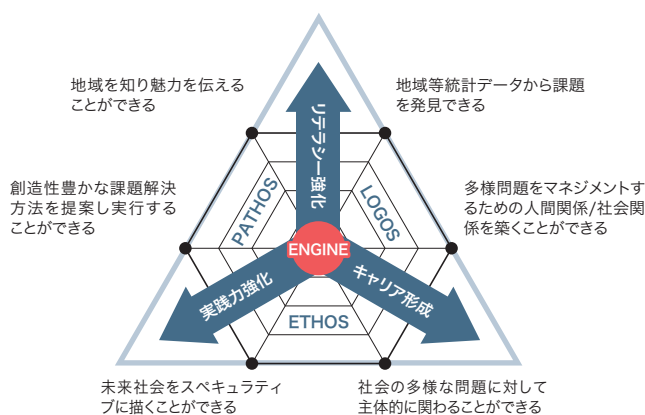 地域を知り魅力を伝える
ことができる
地域等統計データから課題
を発見できる
リテラシー強化
創造性豊かな課題解決
方法を提案し実行する
ことができる
PATHOS
LOGOS
多様問題をマネジメントす
るための人間関係/社会関
係を築くことができる
ENGINE
実践力強化
キャリア形成
ETHOS
未来社会をスペキュラティ
ブに描くことができる
社会の多様な問題に対して
主体的に関わることができる